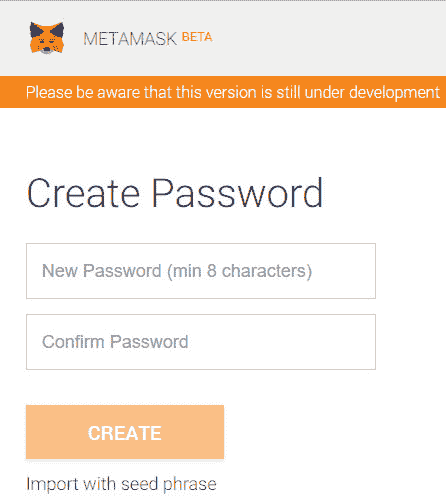 METAMASK BETA
Please be aware that this version is still under development
Create Password
New Password (min 8 characters)
Confirm Password
CREATE
Import with seed phrase